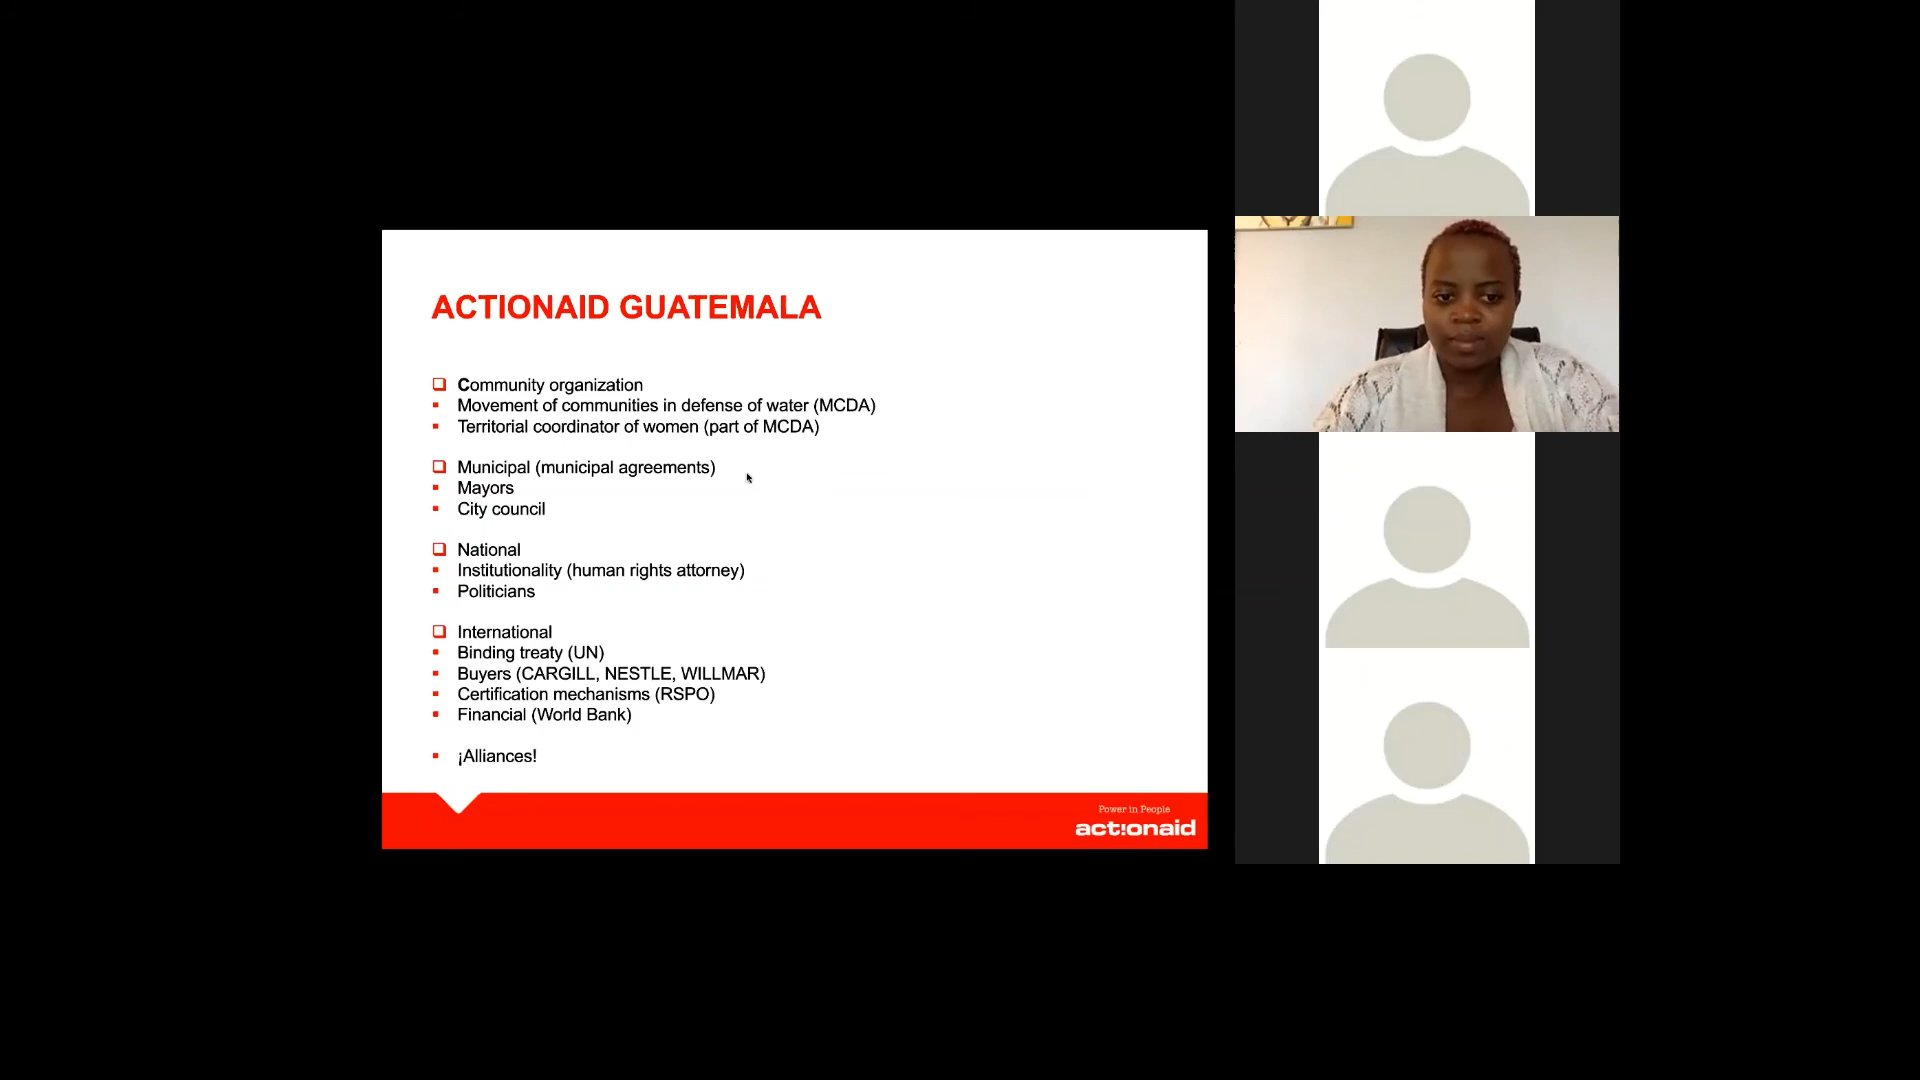 ACTIONAID GUATEMALA
Community organization
Movement of communities in defense of water (MCDA)
Territorial coordinator of women (part of MCDA)
Municipal (municipal agreements)
Mayors
City council
National
Institutionality (human rights attorney)
Politicians
International
Binding treaty (UN)
Buyers (CARGILL, NESTLE, WILLMAR)
Certification mechanisms (RSPO)
Financial (World Bank)
¡Alliances!
Power in People
act!onaid